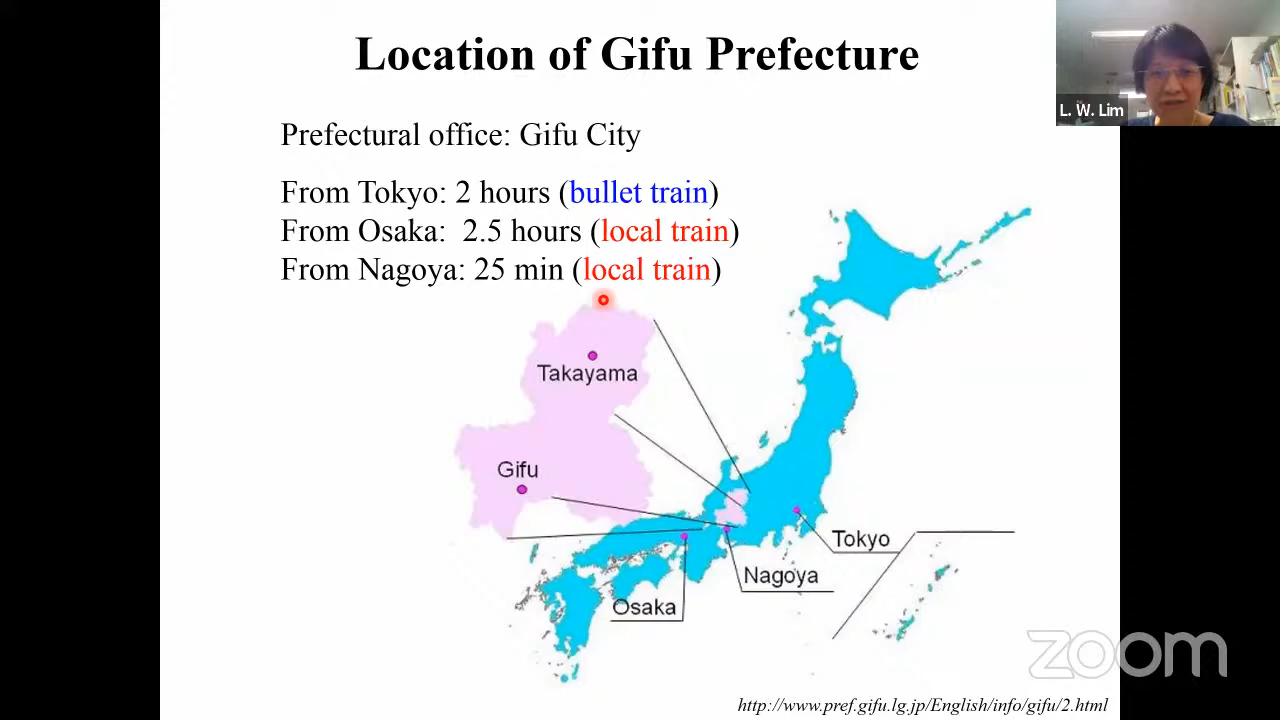 Location of Gifu Prefecture
L. W. Lim
Prefectural office: Gifu City
From Tokyo: 2 hours (bullet train)
From Osaka: 2.5 hours (local train)
From Nagoya: 25 min (local train)
Takayama
Gifu
Tokyo
Nagoya
Osaka
zoom
http://www.pref.gifu.lg.jp/English/info/gifu/2.html